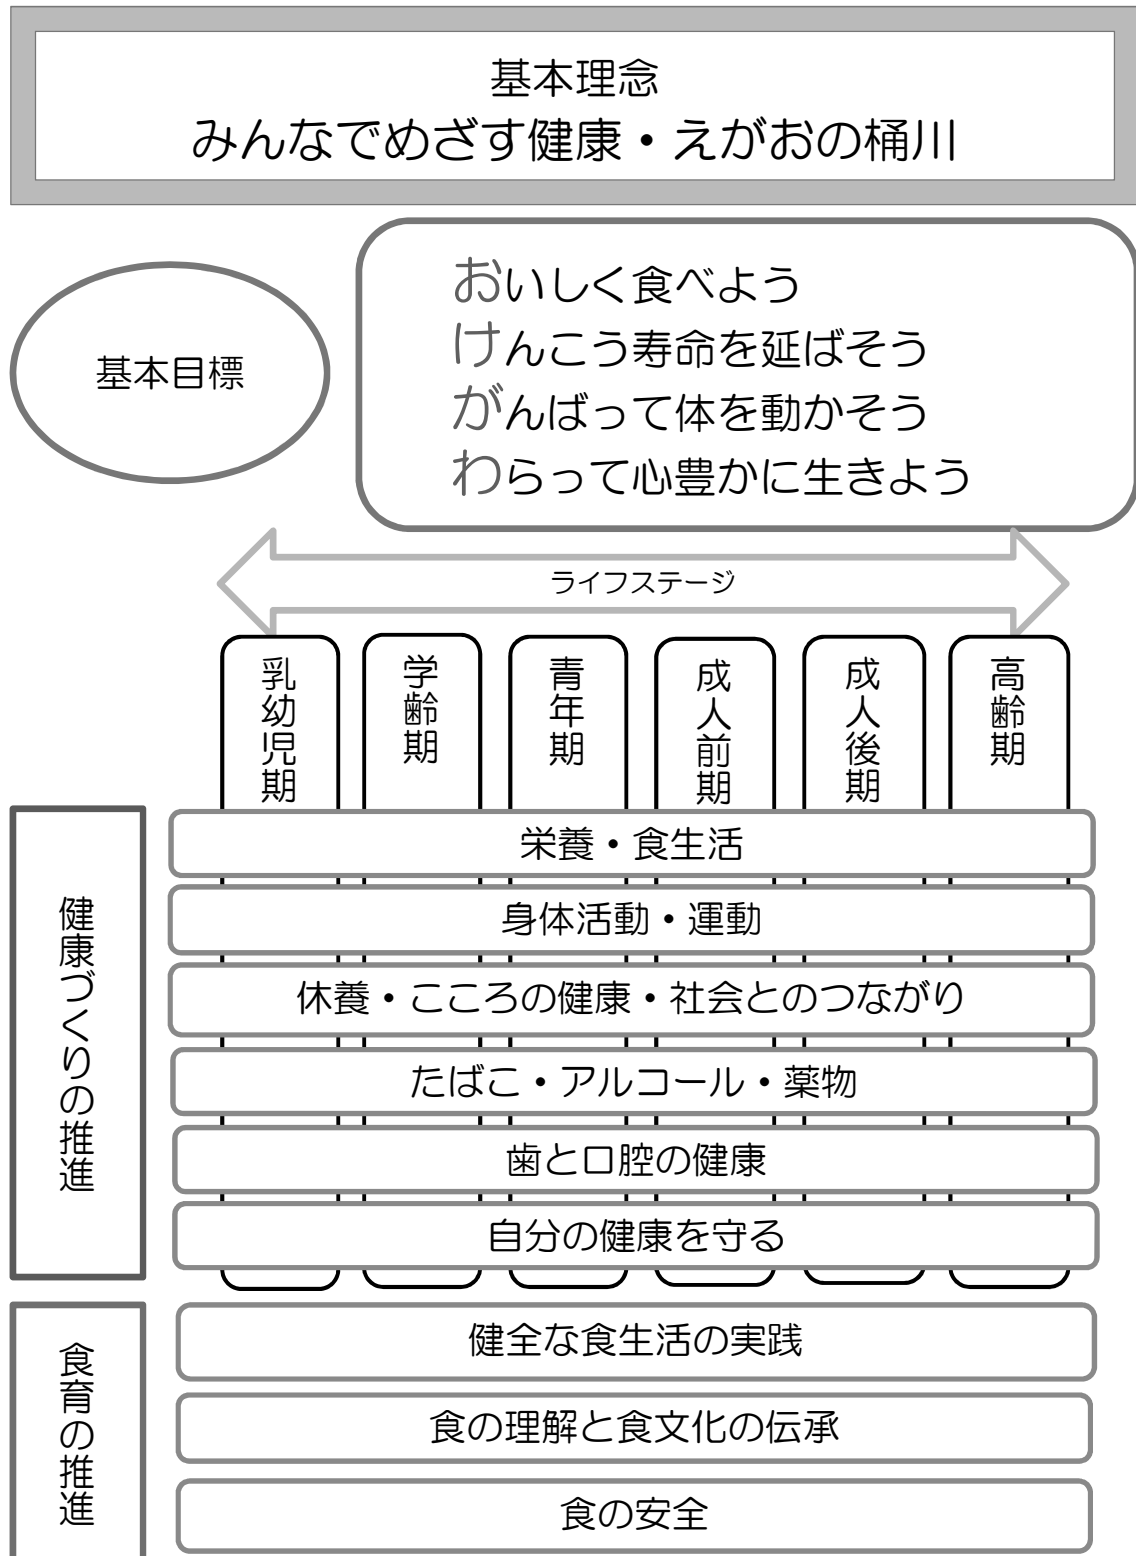 基本理念
みんなでめざす健康・えがおの桶川
基本目標
おいしく食べよう
けんこう寿命を延ばそう
がんばって体を動かそう
わらって心豊かに生きよう
ライフステージ
乳幼児期
学齢期
青年期
成人前期
成人後期
高齢期
健康づくりの推進
栄養・食生活
身体活動・運動
休養・こころの健康・社会とのつながり
たばこ・アルコール・薬物
歯と口腔の健康
自分の健康を守る
食育の推進
健全な食生活の実践
食の理解と食文化の伝承
食の安全